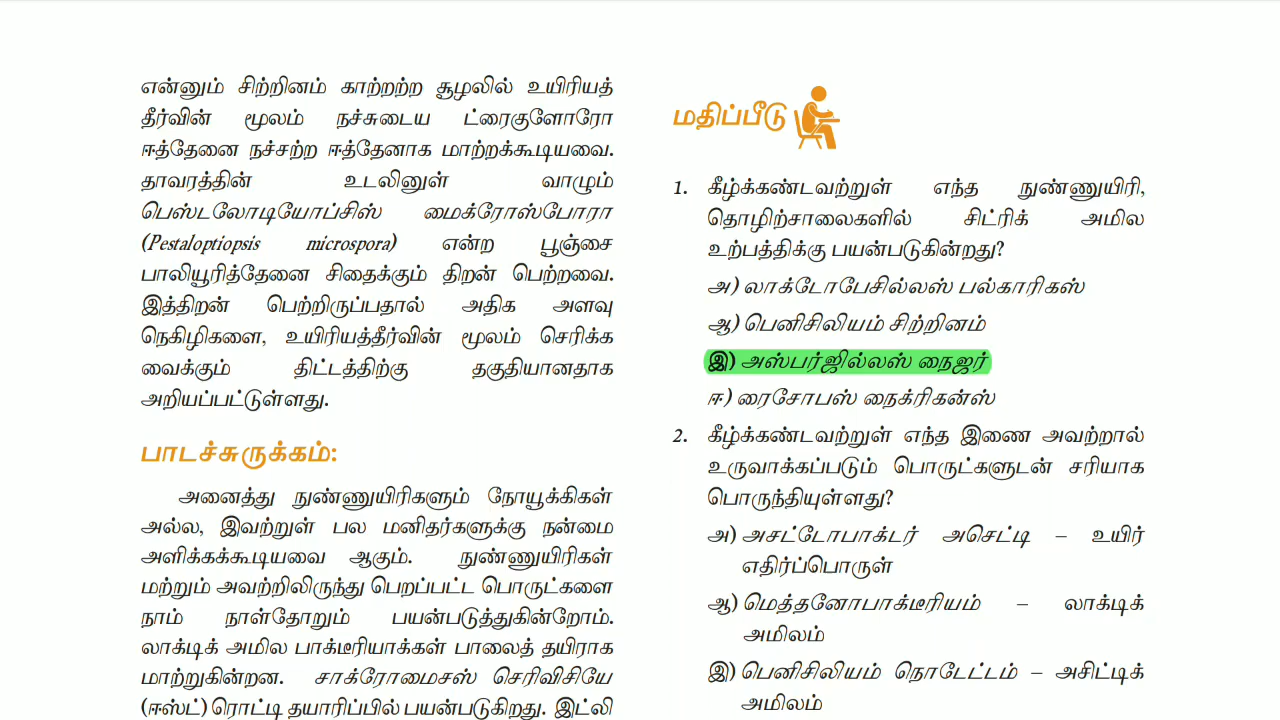 என்னும் சிற்றினம் காற்றற்ற சூழலில் உயிரியத்
தீர்வின் மூலம் நச்சுடைய ட்ரைகுளோரோ
ஈத்தேனை நச்சற்ற ஈத்தேனாக மாற்றக்கூடியவை.
தாவரத்தின் உடலினுள் வாழும்
பெஸ்டலோடியோப்சிஸ் மைக்ரோஸ்போரா
(Pestaloptiopsis microspora) என்ற பூஞ்சை
பாலியூரித்தேனை சிதைக்கும் திறன் பெற்றவை.
இத்திறன் பெற்றிருப்பதால் அதிக அளவு
நெகிழிகளை, உயிரியத்தீர்வின் மூலம் செரிக்க
வைக்கும் திட்டத்திற்கு தகுதியானதாக
அறியப்பட்டுள்ளது.
பாடச்சுருக்கம்:
அனைத்து நுண்ணுயிரிகளும் நோயூக்கிகள்
அல்ல, இவற்றுள் பல மனிதர்களுக்கு நன்மை
அளிக்கக்கூடியவை ஆகும். நுண்ணுயிரிகள்
மற்றும் அவற்றிலிருந்து பெறப்பட்ட பொருட்களை
நாம் நாள்தோறும் பயன்படுத்துகின்றோம்.
லாக்டிக் அமில பாக்டீரியாக்கள் பாலைத் தயிராக
மாற்றுகின்றன. சாக்ரோமைசஸ் செரிவிசியே
(ஈஸ்ட்) ரொட்டி தயாரிப்பில் பயன்படுகிறது. இட்லி
மதிப்பீடு
1. கீழ்க்கண்டவற்றுள் எந்த நுண்ணுயிரி,
தொழிற்சாலைகளில் சிட்ரிக் அமில
உற்பத்திக்கு பயன்படுகின்றது?
அ) லாக்டோபேசில்லஸ் பல்காரிகஸ்
ஆ) பெனிசிலியம் சிற்றினம்
இ) அஸ்பர்ஜில்லஸ் நைஜர்
ஈ) ரைசோபஸ் நைக்ரிகன்ஸ்
2. கீழ்க்கண்டவற்றுள் எந்த இணை அவற்றால்
உருவாக்கப்படும் பொருட்களுடன் சரியாக
பொருந்தியுள்ளது?
அ) அசட்டோபாக்டர் அசெட்டி – உயிர்
எதிர்ப்பொருள்
ஆ) மெத்தனோபாக்டீரியம் – லாக்டிக்
அமிலம்
இ) பெனிசிலியம் நொடேட்டம் – அசிட்டிக்
அமிலம்